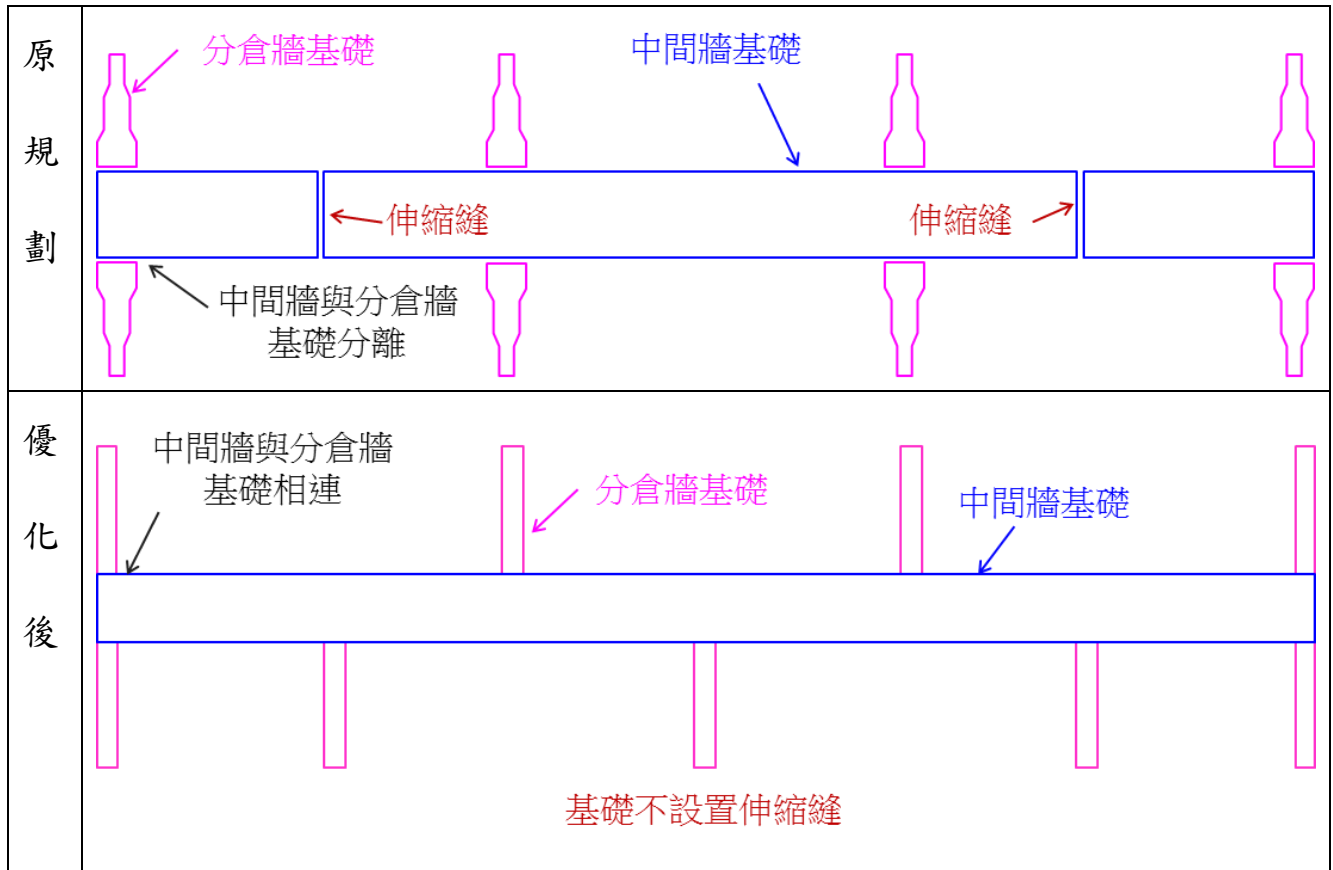 原規劃
分倉牆基礎
中間牆基礎
伸縮縫
伸縮縫
中間牆與分倉牆
基礎分離
優化後
中間牆與分倉牆
基礎相連
分倉牆基礎
中間牆基礎
基礎不設置伸縮縫